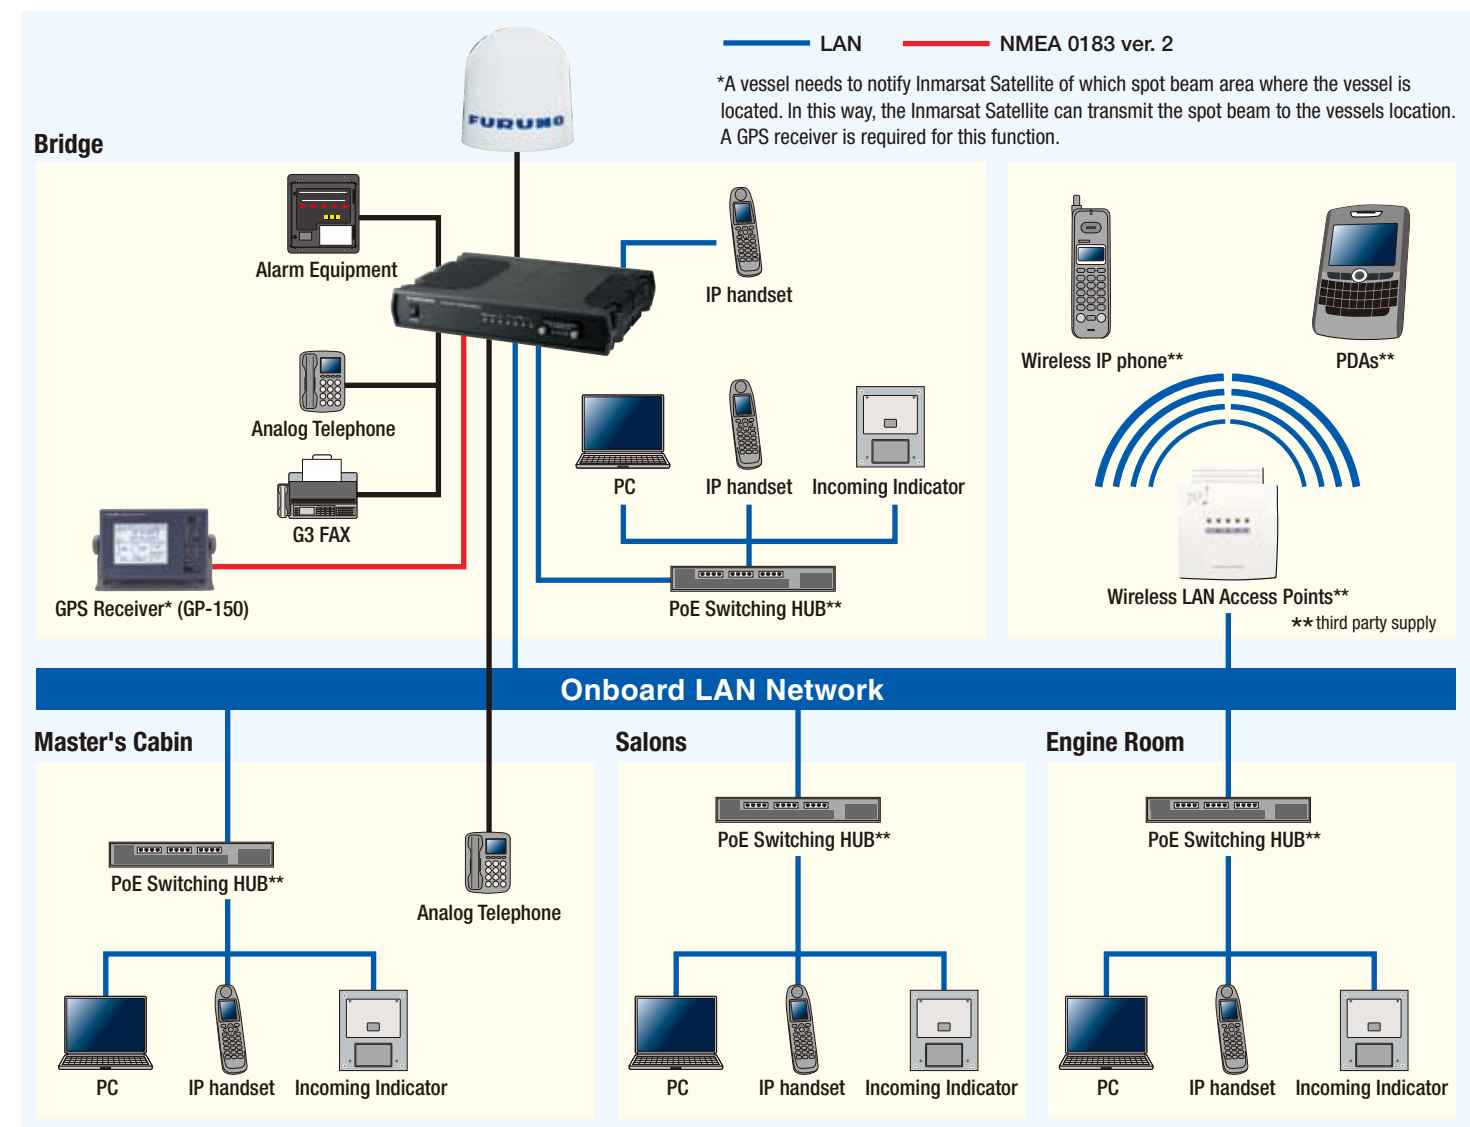 LAN
NMEA 0183 ver. 2
*A vessel needs to notify Inmarsat Satellite of which spot beam area where the vessel is
located. In this way, the Inmarsat Satellite can transmit the spot beam to the vessels location.
A GPS receiver is required for this function.
FURUNO
Bridge
Alarm Equipment
IP handset
Analog Telephone
G3 FAX
GPS Receiver* (GP-150)
PC
IP handset
Incoming Indicator
PoE Switching HUB**
Wireless IP phone**
PDAs**
Wireless LAN Access Points**
**third party supply
Onboard LAN Network
Master's Cabin
PoE Switching HUB**
Analog Telephone
PC
IP handset
Incoming Indicator
Salons
PoE Switching HUB**
PC
IP handset
Incoming Indicator
Engine Room
PoE Switching HUB**
PC
IP handset
Incoming Indicator